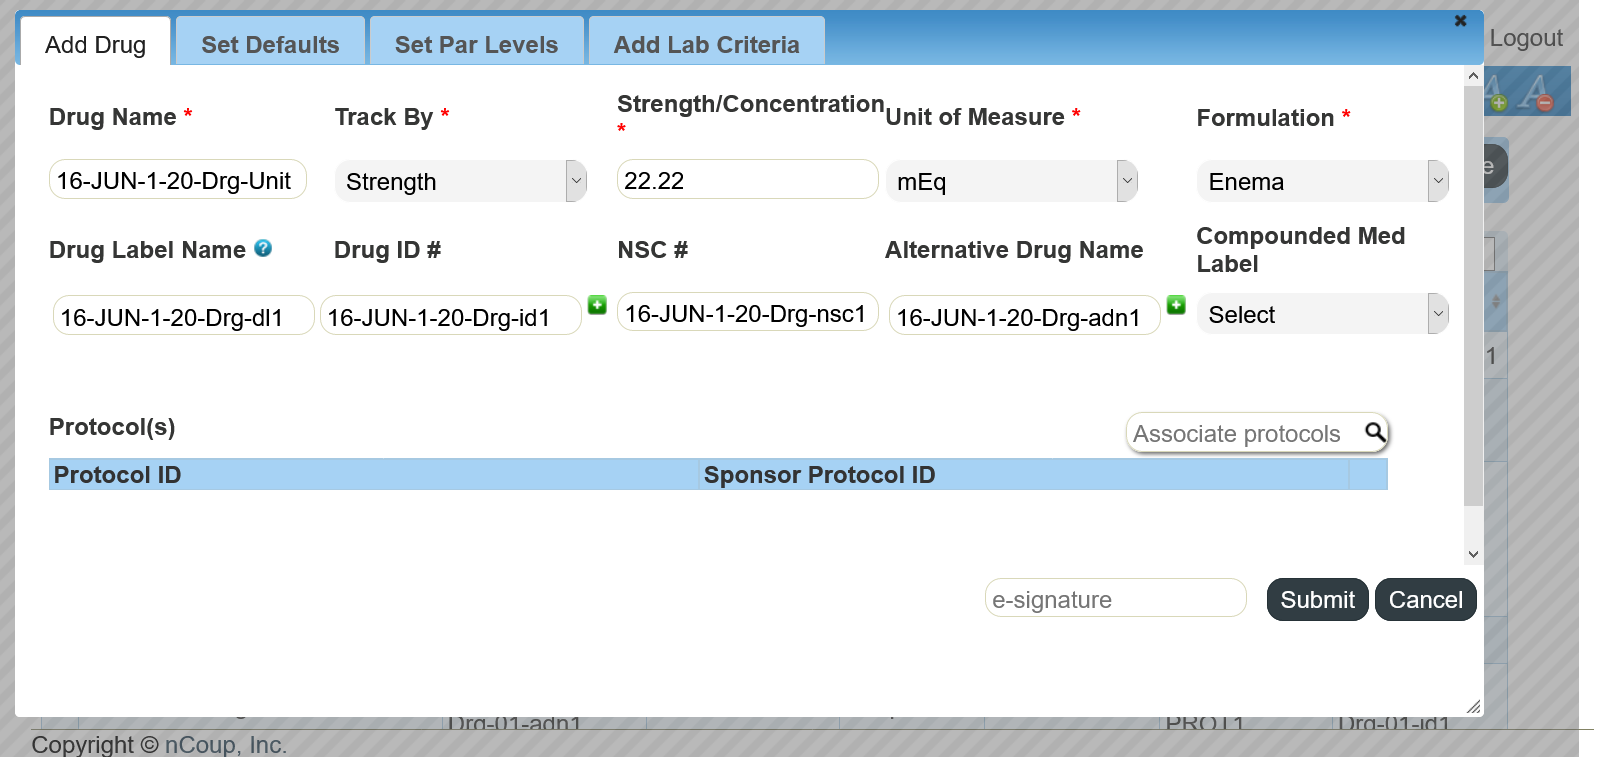 Add Drug
Set Defaults
Set Par Levels
Add Lab Criteria
Logout
Drug Name *
Track By *
Strength/Concentration
*
Unit of Measure *
Formulation *
16-JUN-1-20-Drg-Unit
Strength
22.22
mEq
Enema
e
Drug Label Name
Drug ID #
NSC #
Alternative Drug Name
Compounded Med
Label
16-JUN-1-20-Drg-dl1
16-JUN-1-20-Drg-id1
16-JUN-1-20-Drg-nsc1
16-JUN-1-20-Drg-adn1
Select
1
Protocol(s)
Associate protocols
Protocol ID
Sponsor Protocol ID
e-signature
Submit
Cancel
Drg-01-adn1
PROT1
Drg-01-id1
Copyright © nCoup, Inc.